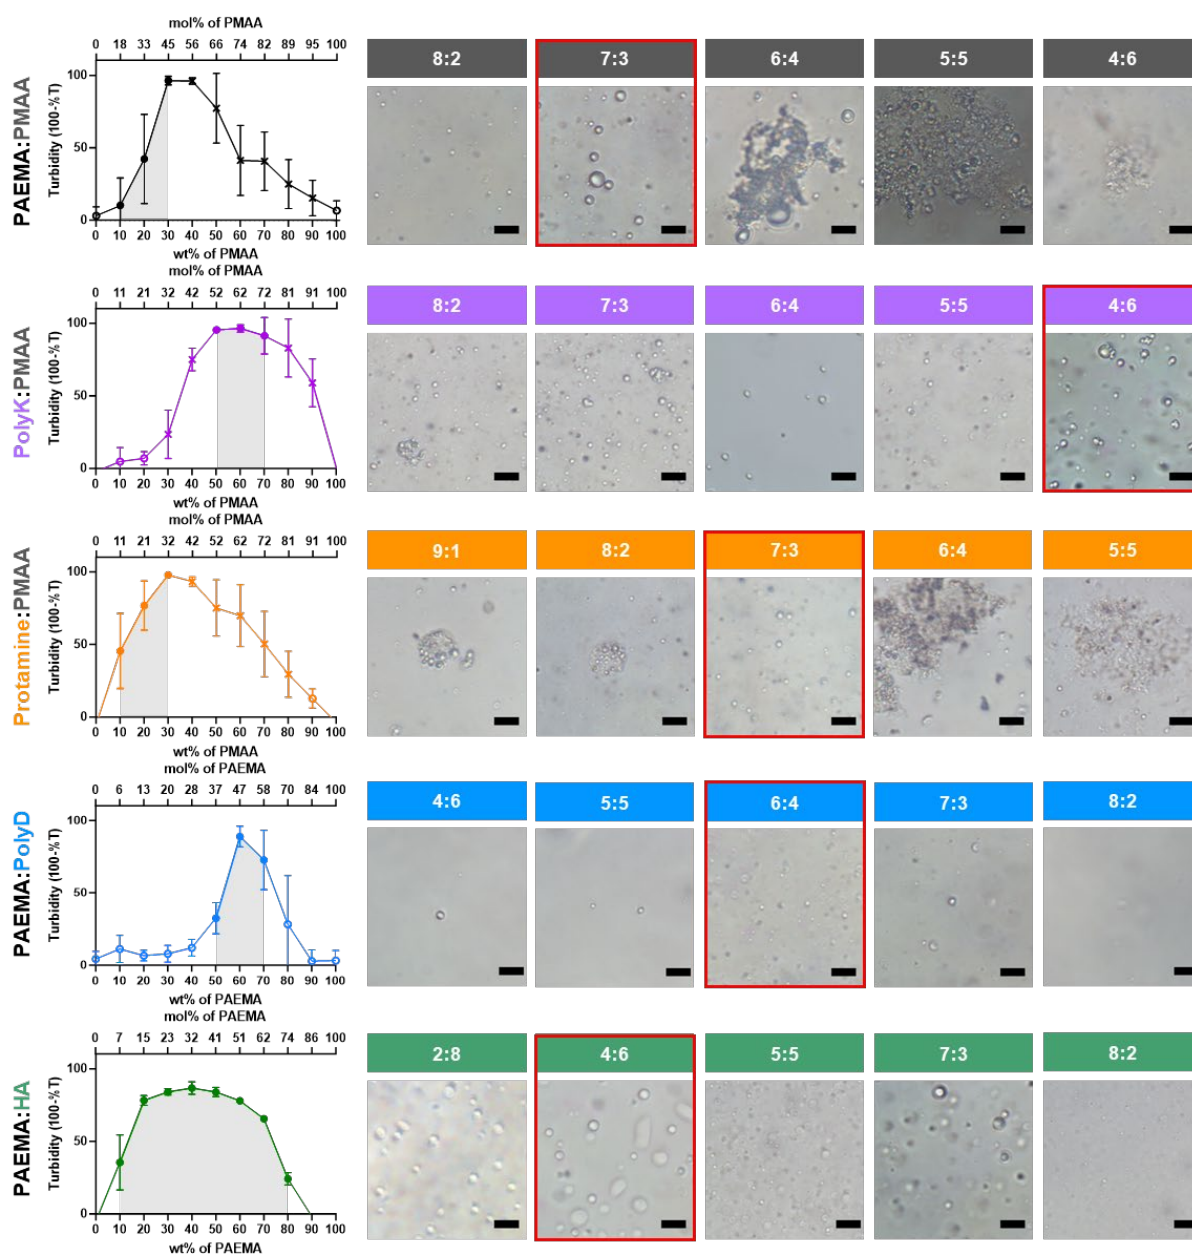 mol% of PMAA
0 18 33 45 56 66 74 82 89 95 100
PAEMA:PMAA
Turbidity (100-%T)
100
50
0
0 10 20 30 40 50 60 70 80 90 100
wt% of PMAA
8:2 7:3 6:4 5:5 4:6
mol% of PMAA
0 11 21 32 42 52 62 72 81 91 100
PolyK:PMAA
Turbidity (100-%T)
100
50
0
0 10 20 30 40 50 60 70 80 90 100
wt% of PMAA
8:2 7:3 6:4 5:5 4:6
mol% of PMAA
0 11 21 32 42 52 62 72 81 91 100
Protamine:PMAA
Turbidity (100-%T)
100
50
0
0 10 20 30 40 50 60 70 80 90 100
wt% of PMAA
9:1 8:2 7:3 6:4 5:5
mol% of PAEMA
0 6 13 20 28 37 47 58 70 84 100
PAEMA:PolyD
Turbidity (100-%T)
100
50
0
0 10 20 30 40 50 60 70 80 90 100
wt% of PAEMA
4:6 5:5 6:4 7:3 8:2
mol% of PAEMA
0 7 15 23 32 41 51 62 74 86 100
PAEMA:HA
Turbidity (100-%T)
100
50
0
0 10 20 30 40 50 60 70 80 90 100
wt% of PAEMA
2:8 4:6 5:5 7:3 8:2